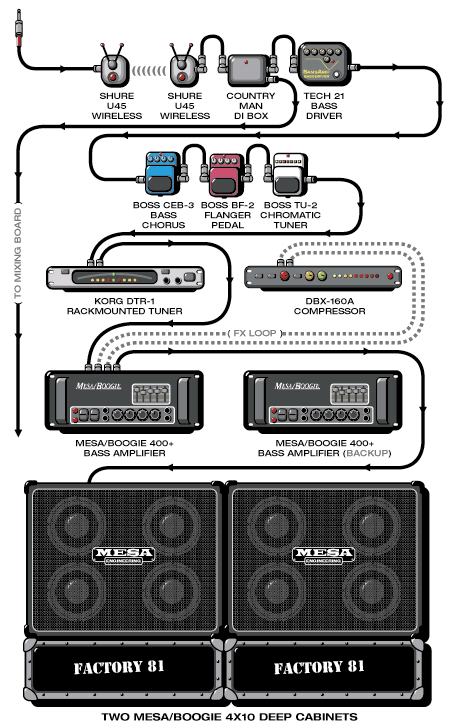 SHURE
U45
WIRELESS
SHURE
U45
WIRELESS
COUNTRY
MAN
DI BOX
TECH 21
BASS
DRIVER
BOSS CEB-3
BASS
CHORUS
BOSS BF-2
FLANGER
PEDAL
BOSS TU-2
CHROMATIC
TUNER
TO MIXING BOARD
KORG DTR-1
RACKMOUNTED TUNER
DBX-160A
COMPRESSOR
( FX LOOP )
MESA/BOOGIE
MESA/BOOGIE
MESA/BOOGIE 400+
BASS AMPLIFIER
MESA/BOOGIE 400+
BASS AMPLIFIER (BACKUP)
MESA
ENGINEERING
MESA
ENGINEERING
FACTORY 81
FACTORY 81
TWO MESA/BOOGIE 4X10 DEEP CABINETS